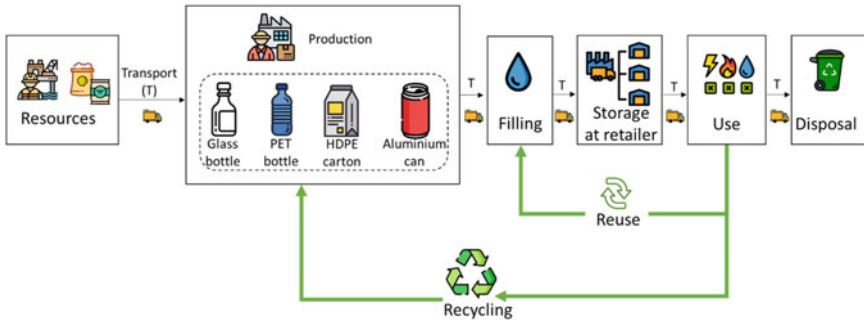 Production
Resources
Transport
(T)
Glass
bottle
PET
bottle
HDPE
carton
Aluminium
can
T
Filling
T
Storage
at retailer
T
Use
T
Disposal
Reuse
Recycling